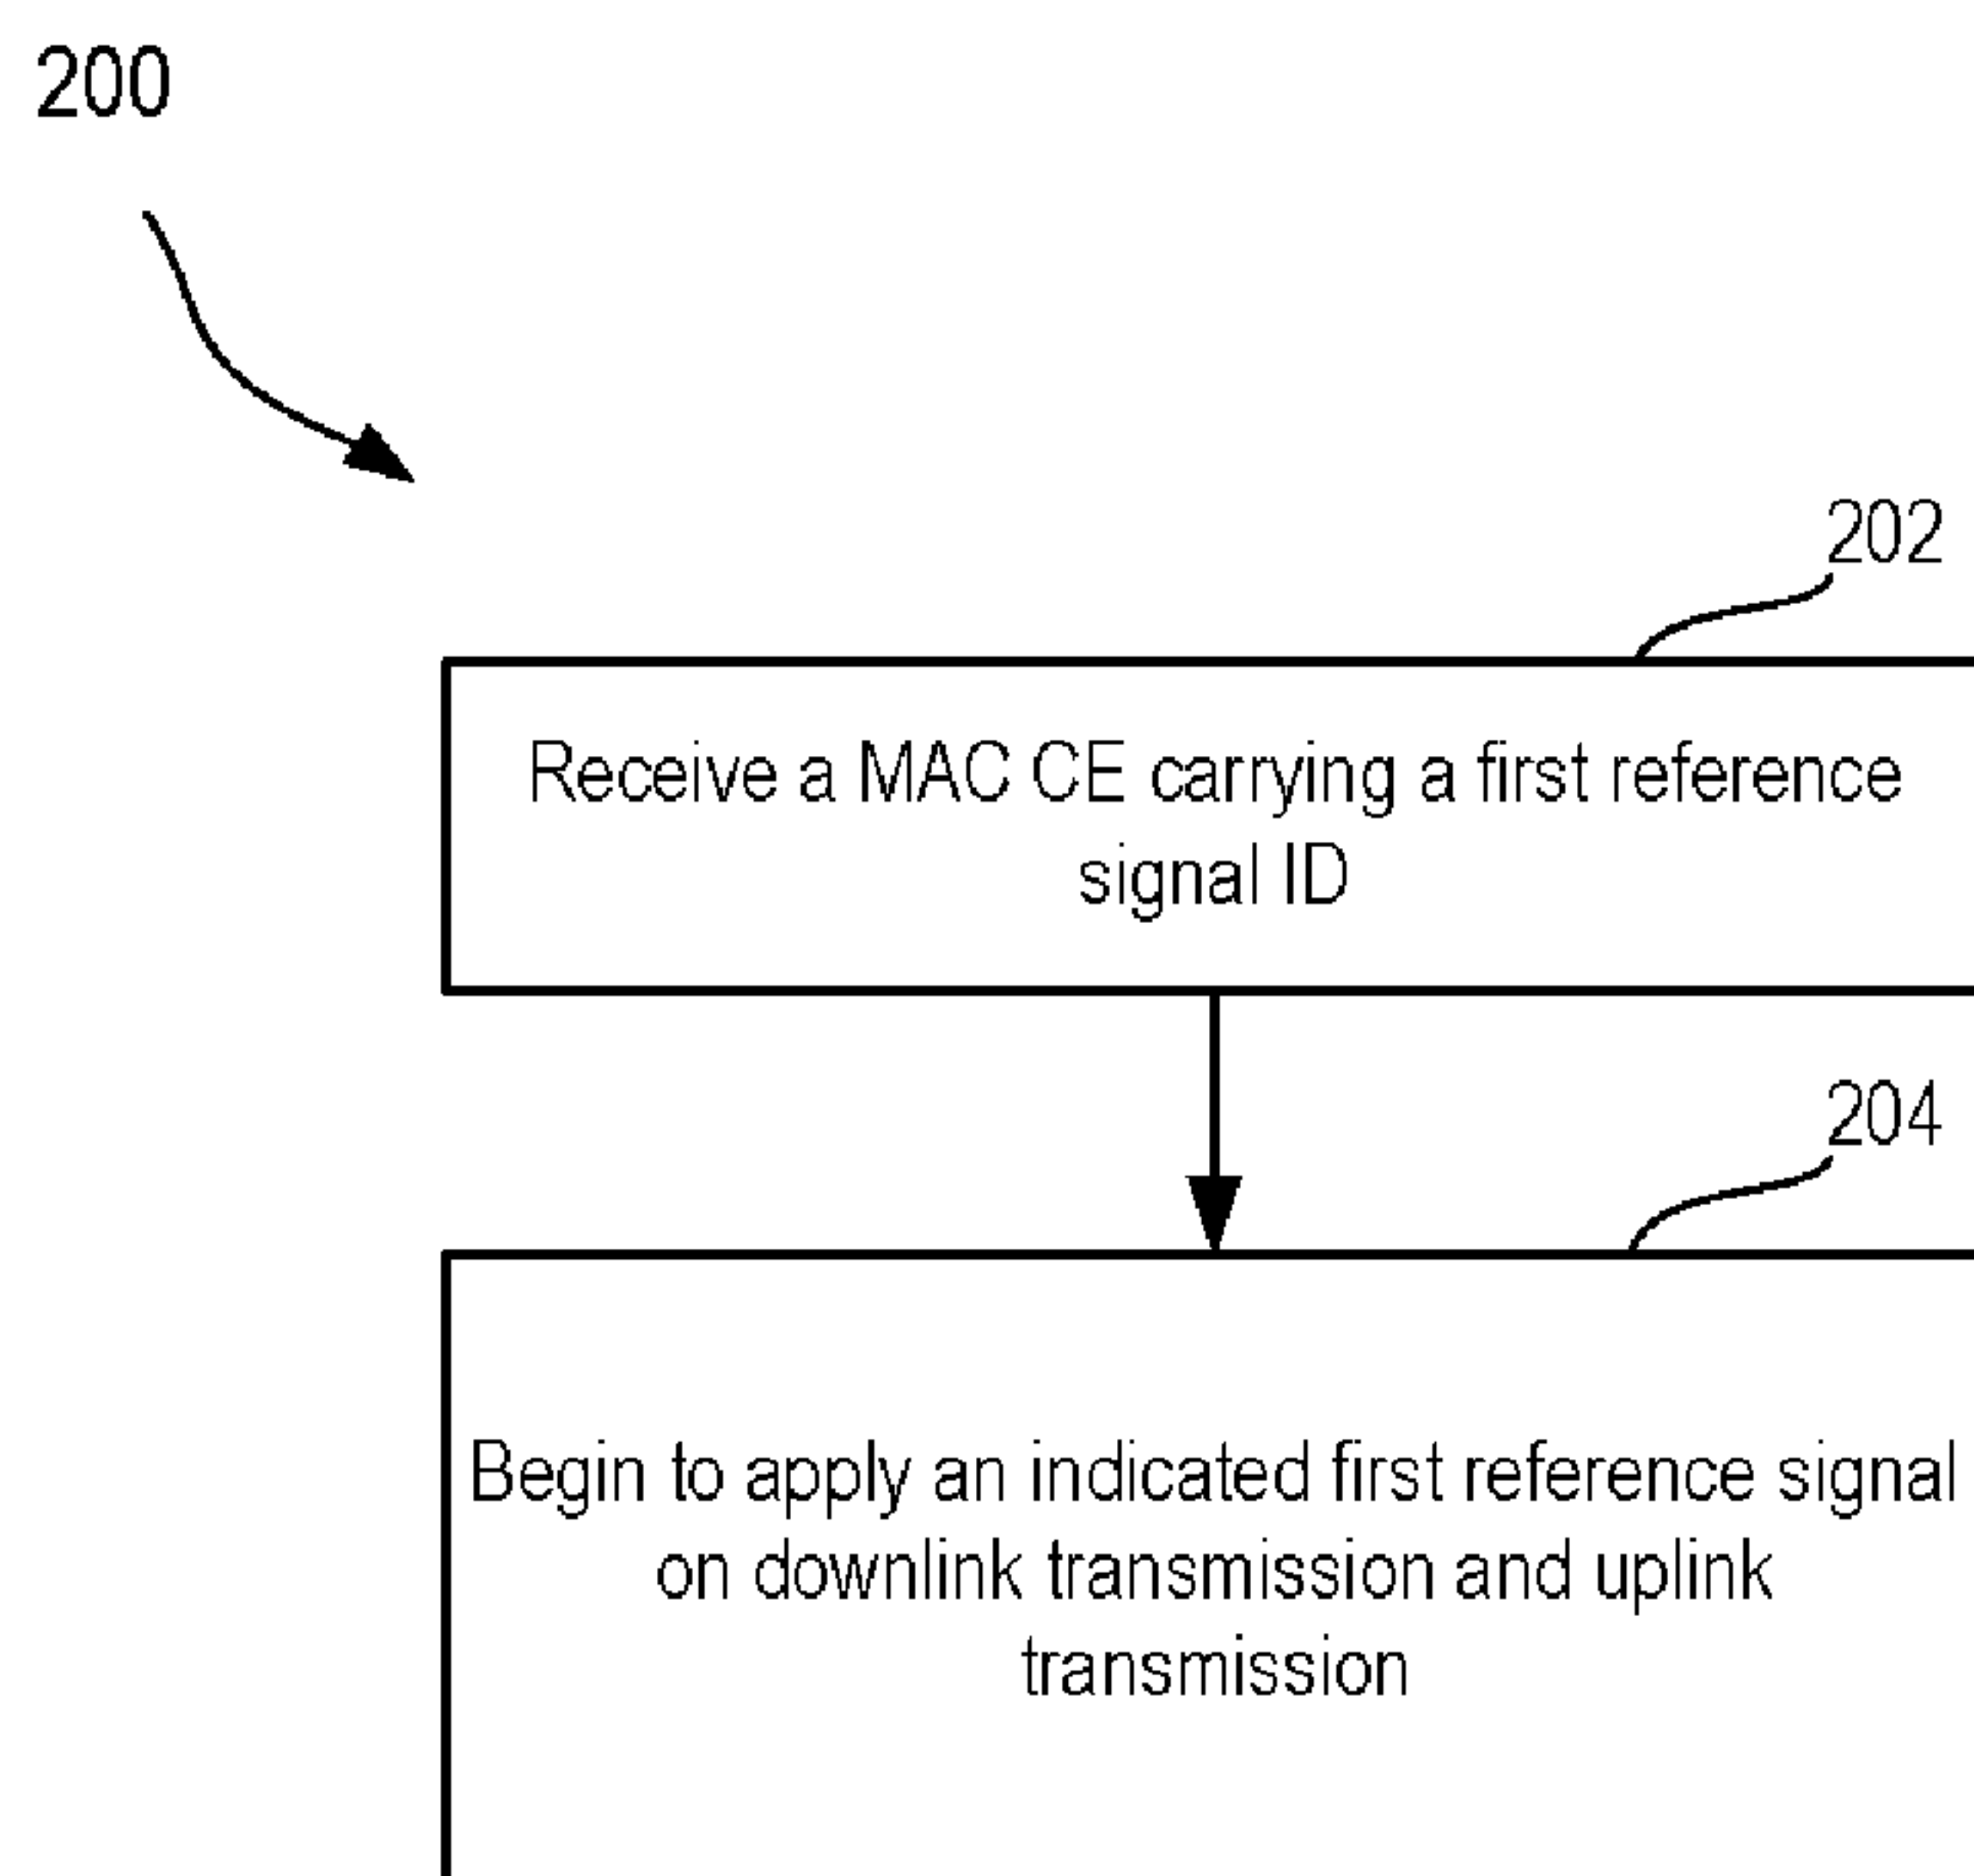 200
202
Receive a MAC CE carrying a first reference
signal ID
204
Begin to apply an indicated first reference signal
on downlink transmission and uplink
transmission